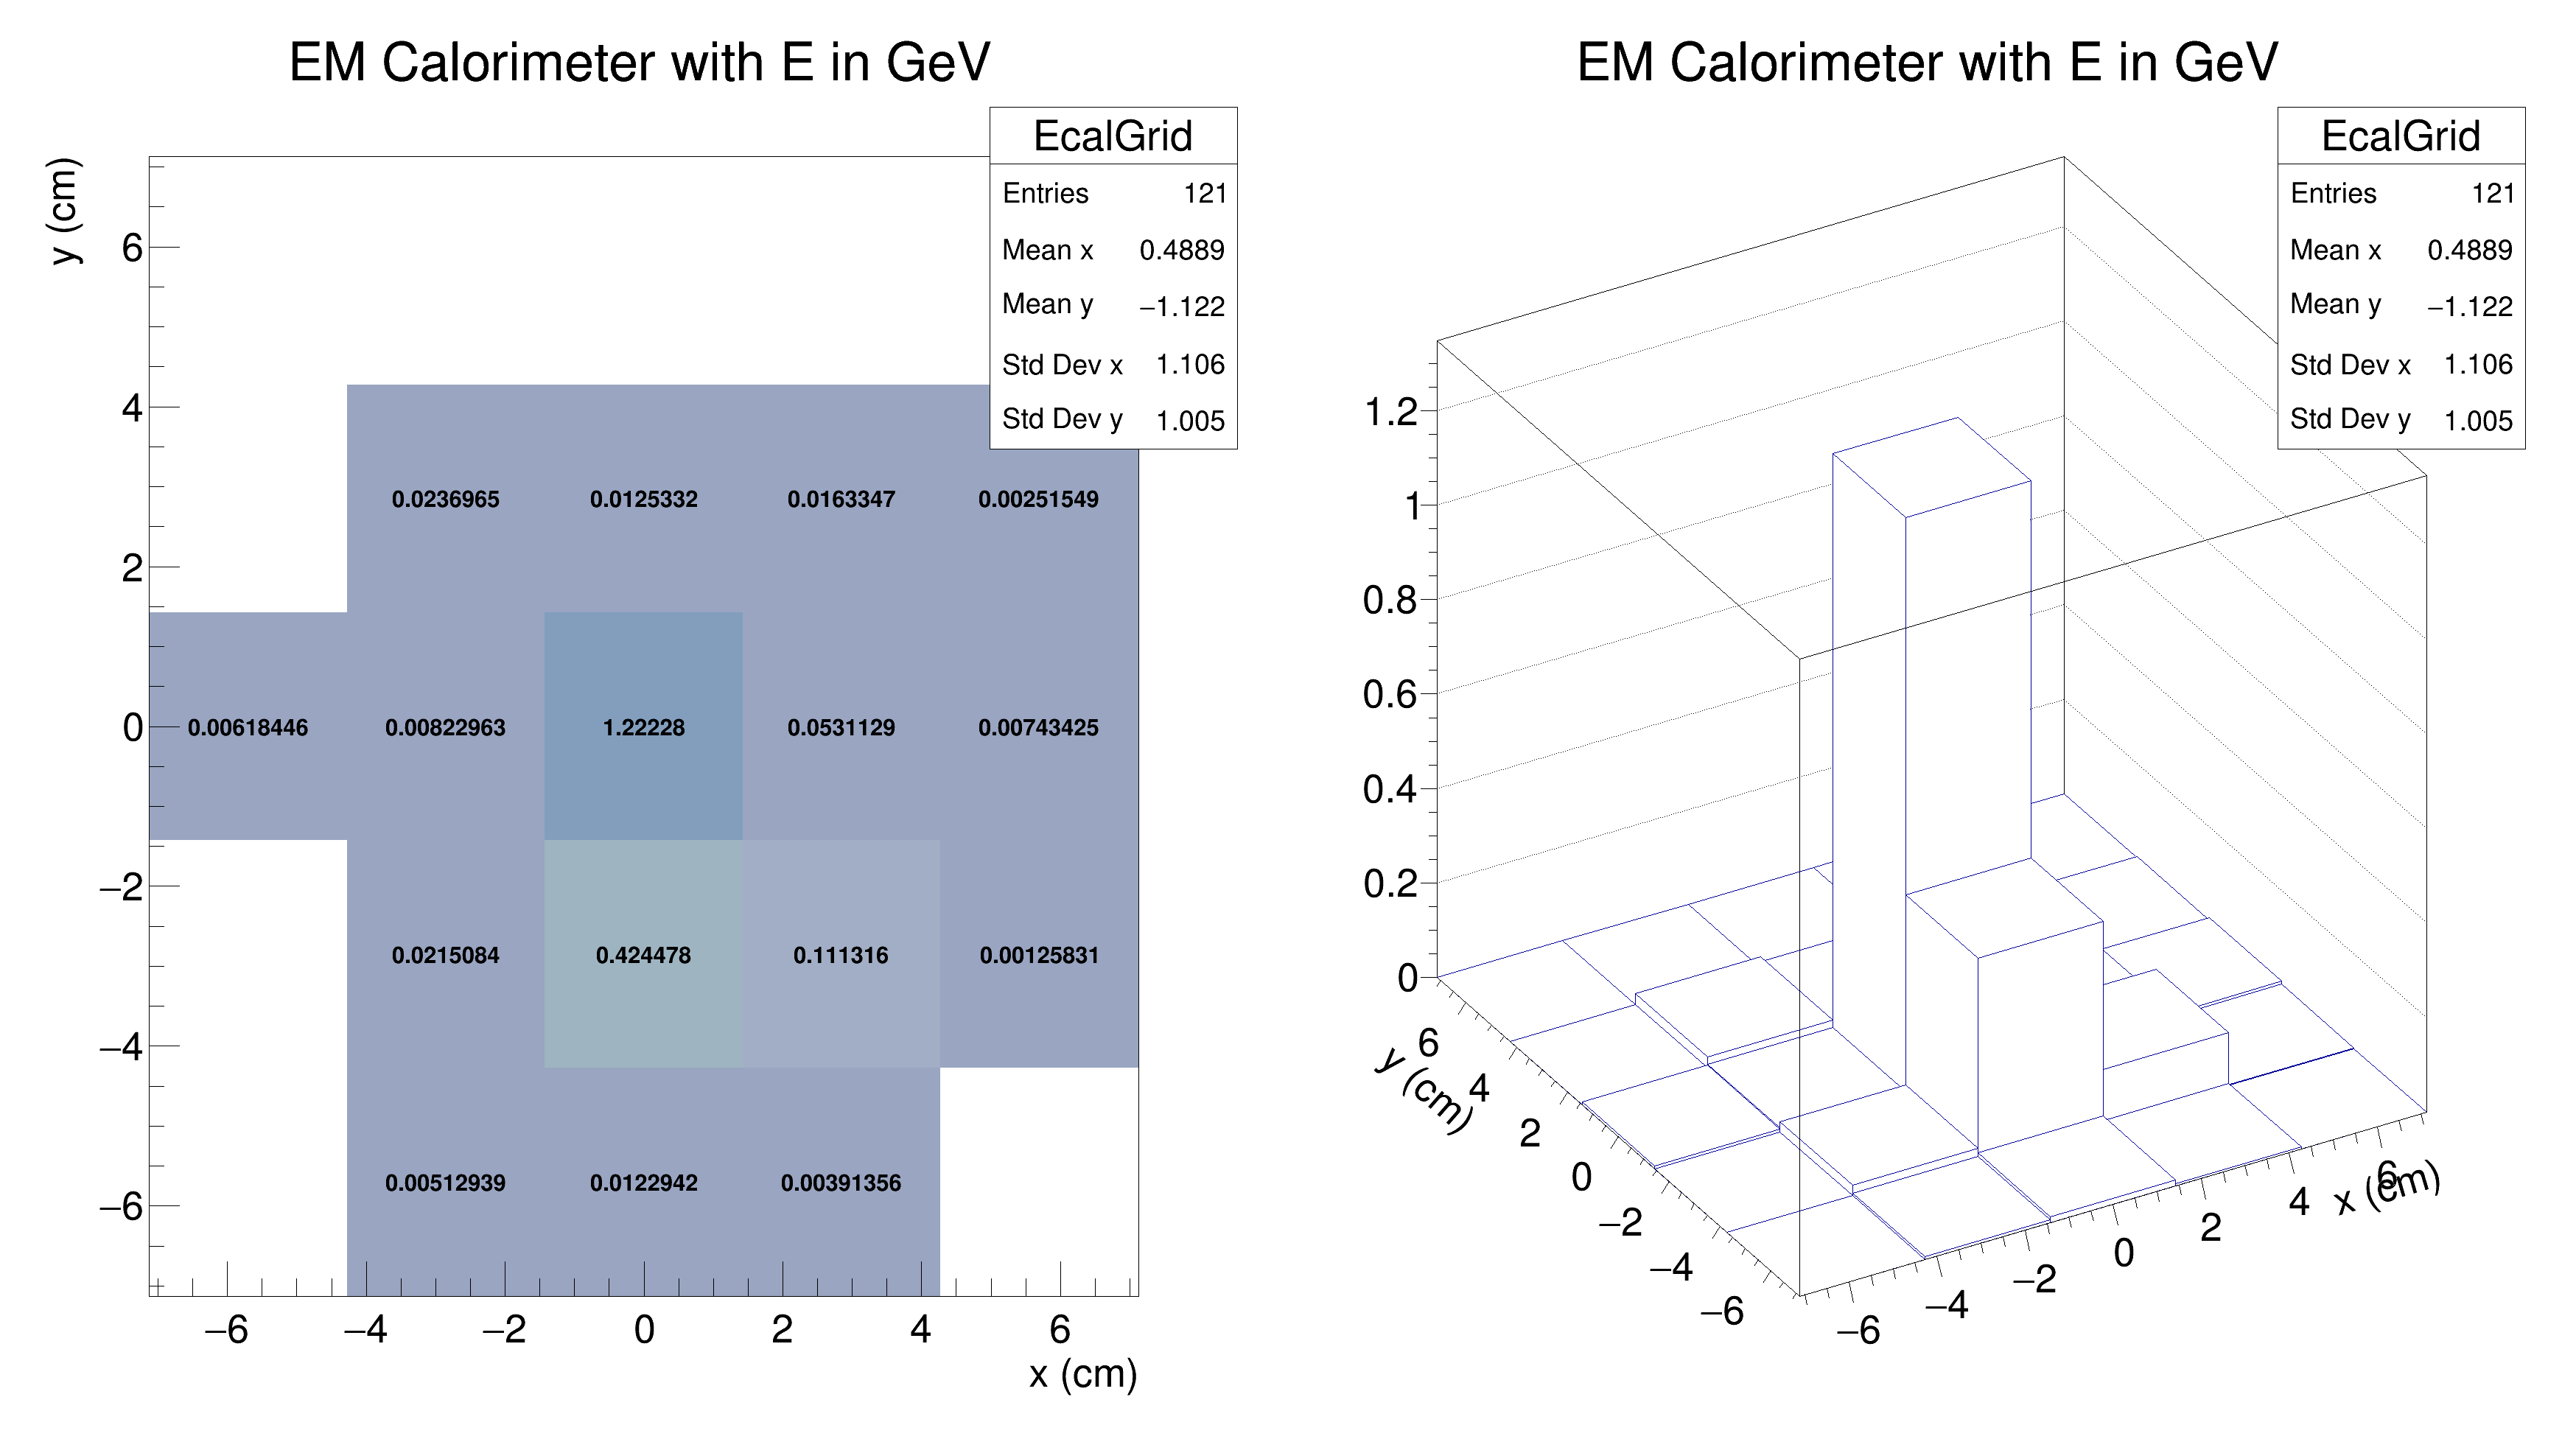 EM Calorimeter with E in GeV
EcalGrid
Entries 121
Mean x 0.4889
Mean y −1.122
Std Dev x 1.106
Std Dev y 1.005
y (cm)
6
4
2
0
−2
−4
−6
0.0236965 0.0125332 0.0163347 0.00251549
0.00618446 0.00822963 1.22228 0.0531129 0.00743425
0.0215084 0.424478 0.111316 0.00125831
0.00512939 0.0122942 0.00391356
−6 −4 −2 0 2 4 6
x (cm)
EM Calorimeter with E in GeV
EcalGrid
Entries 121
Mean x 0.4889
Mean y −1.122
Std Dev x 1.106
Std Dev y 1.005
1.2
1
0.8
0.6
0.4
0.2
0
y (cm)
6
4
2
0
−2
−4
−6
−6 −4 −2 0 2 4 6
x (cm)